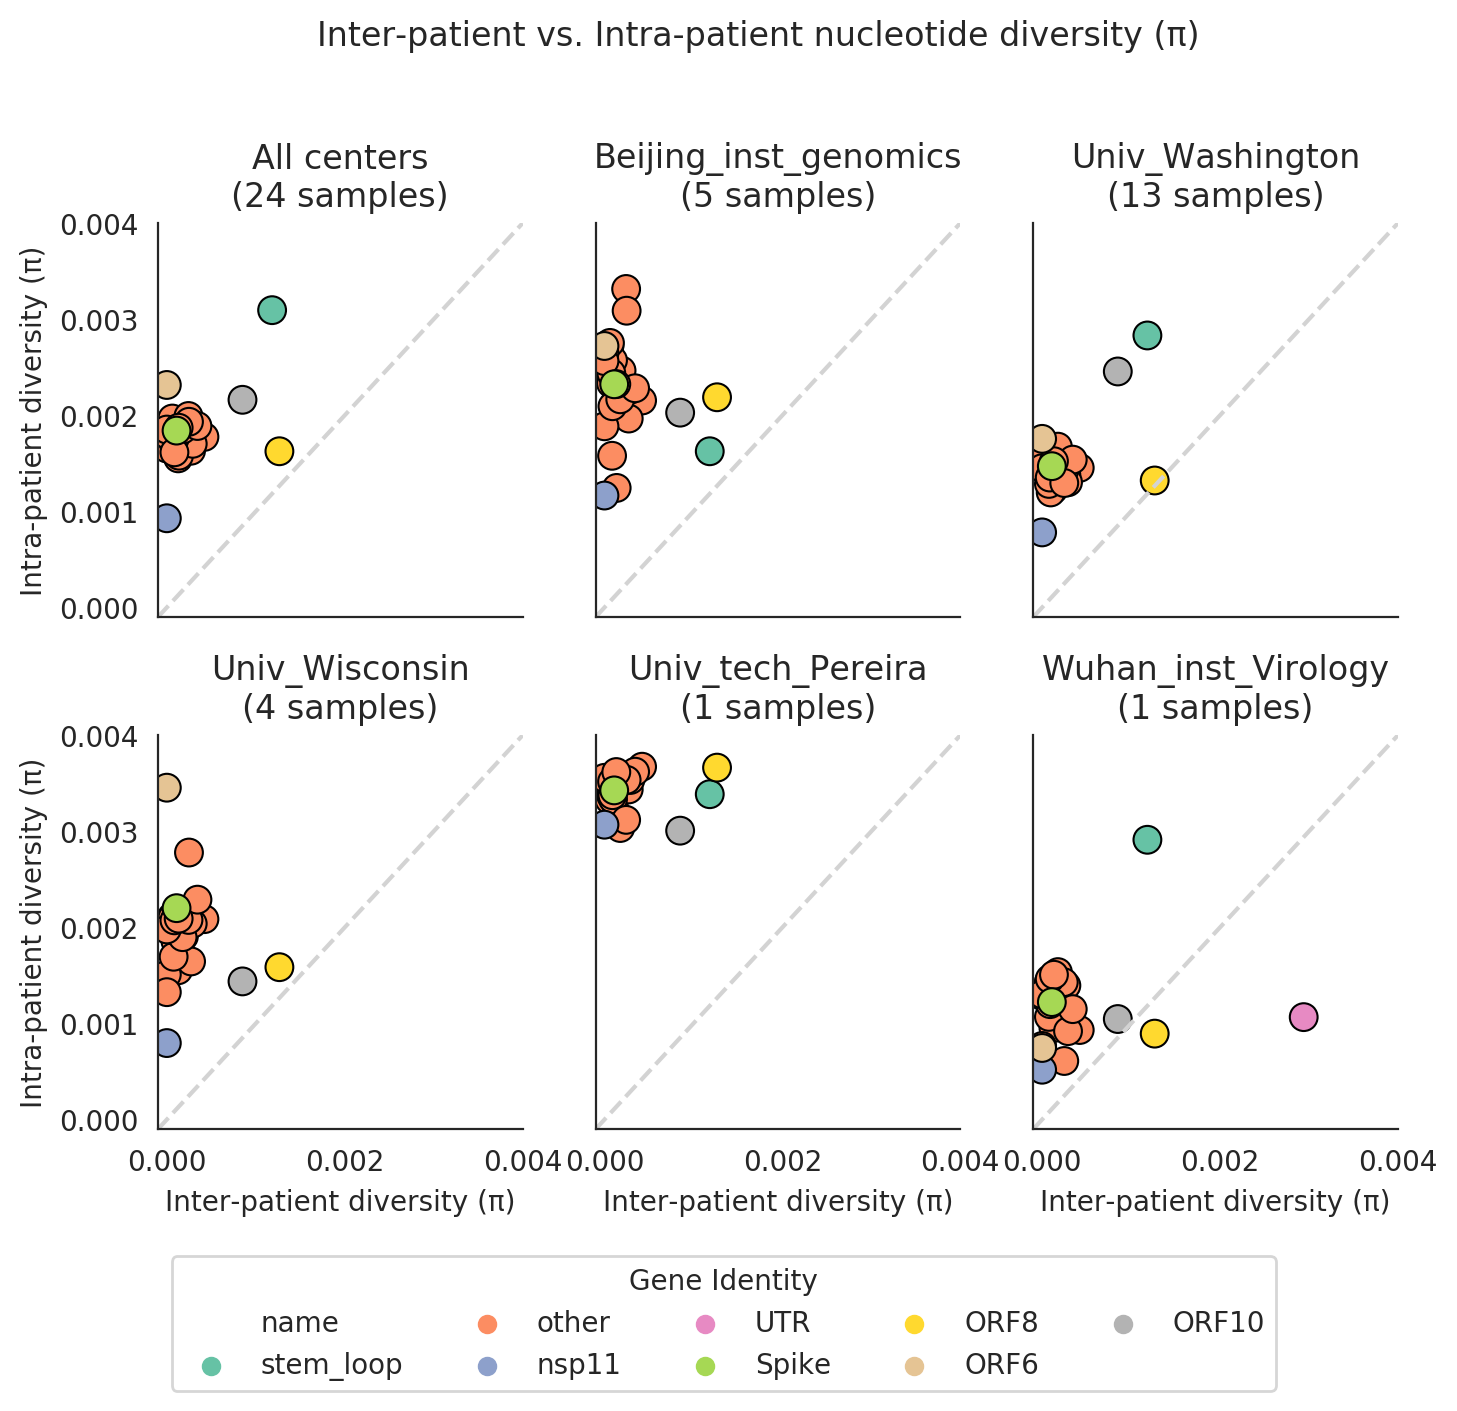 Inter-patient vs. Intra-patient nucleotide diversity (π)
All centers
(24 samples)
Beijing_inst_genomics
(5 samples)
Univ_Washington
(13 samples)
0.004
0.003
0.002
0.001
0.000
Intra-patient diversity (π)
Univ_Wisconsin
(4 samples)
Univ_tech_Pereira
(1 samples)
Wuhan_inst_Virology
(1 samples)
0.004
0.003
0.002
0.001
0.000
Intra-patient diversity (π)
0.000 0.002 0.004 0.000 0.002 0.004 0.000 0.002 0.004
Inter-patient diversity (π) Inter-patient diversity (π) Inter-patient diversity (π)
Gene Identity
name other UTR ORF8 ORF10
stem_loop nsp11 Spike ORF6